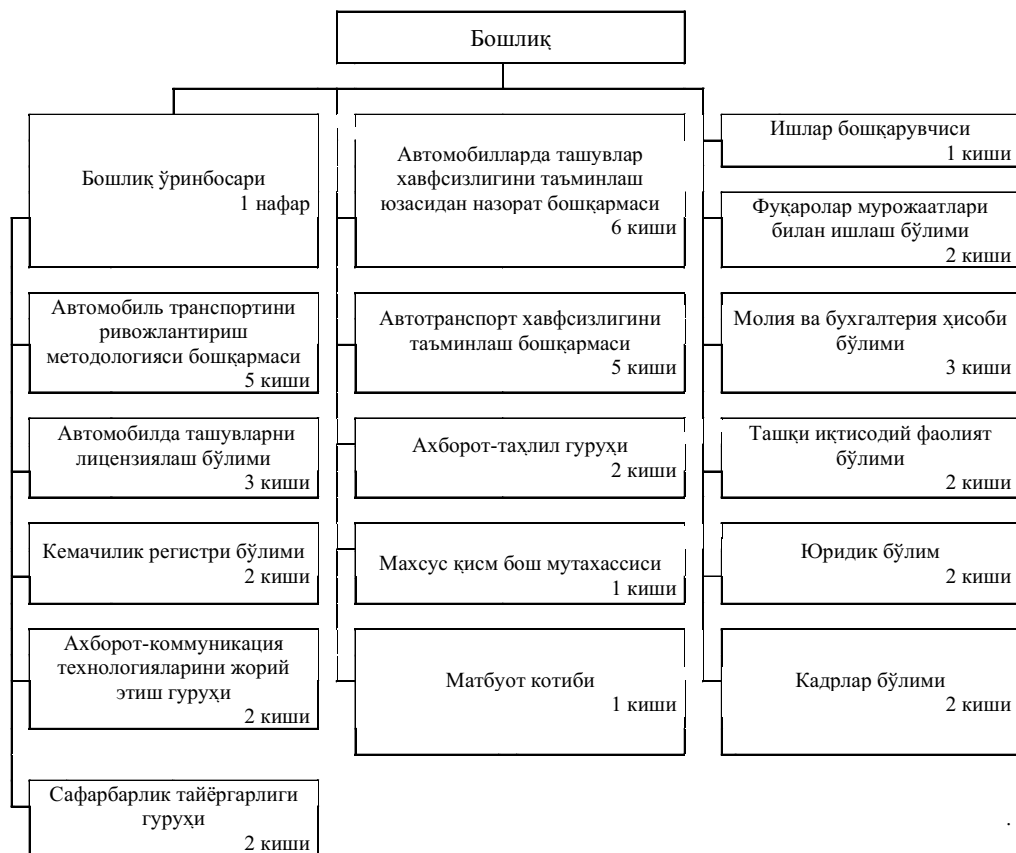 Бошлиқ
Бошлиқ ўринбосари
1 нафар
Автомобиль транспортини
ривожлантириш
методологияси бошқармаси
5 киши
Автомобилда ташувларни
лицензиялаш бўлими
3 киши
Кемачилик регистри бўлими
2 киши
Ахборот-коммуникация
технологияларини жорий
этиш гуруҳи
2 киши
Сафарбарлик тайёргарлиги
гуруҳи
2 киши
Автомобилларда ташувлар
хавфсизлигини таъминлаш
юзасидан назорат бошқармаси
6 киши
Автотранспорт хавфсизлигини
таъминлаш бошқармаси
5 киши
Ахборот-таҳлил гуруҳи
2 киши
Махсус қисм бош мутахассиси
1 киши
Матбуот котиби
1 киши
Ишлар бошқарувчиси
1 киши
Фуқаролар мурожаатлари
билан ишлаш бўлими
2 киши
Молия ва бухгалтерия ҳисоби
бўлими
3 киши
Ташқи иқтисодий фаолият
бўлими
2 киши
Юридик бўлим
2 киши
Кадрлар бўлими
2 киши
.